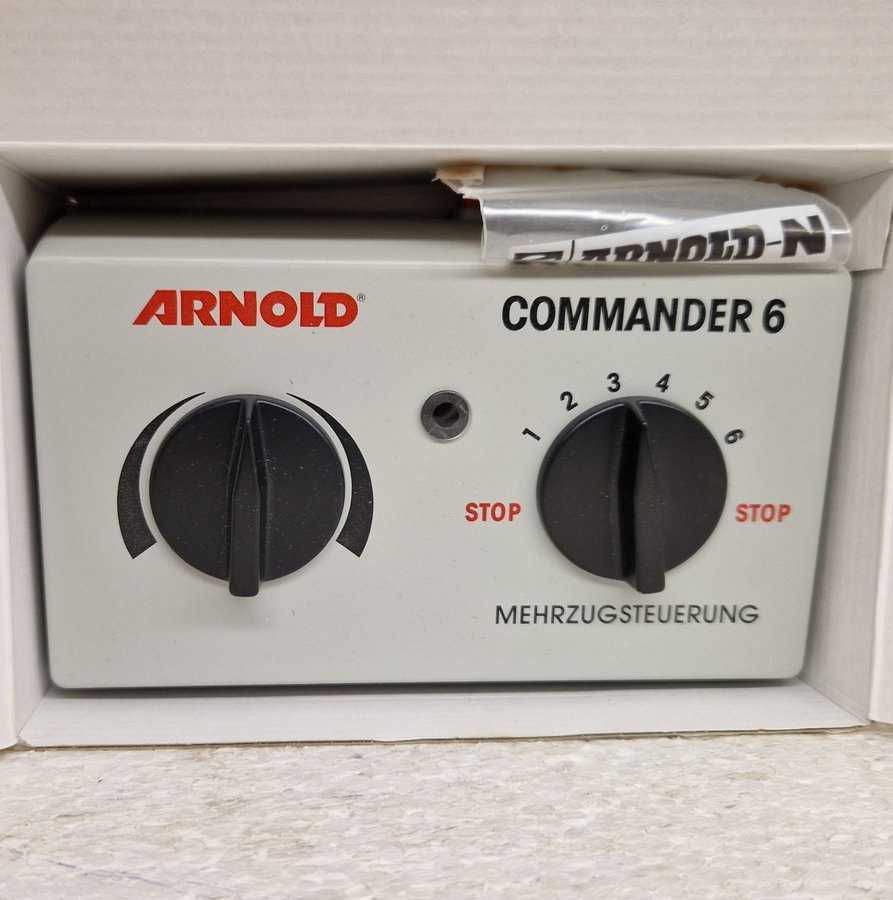 ARNOLD-N
ARNOLD®
COMMANDER 6
1 2 3 4 5 6
STOP STOP
MEHRZUGSTEUERUNG